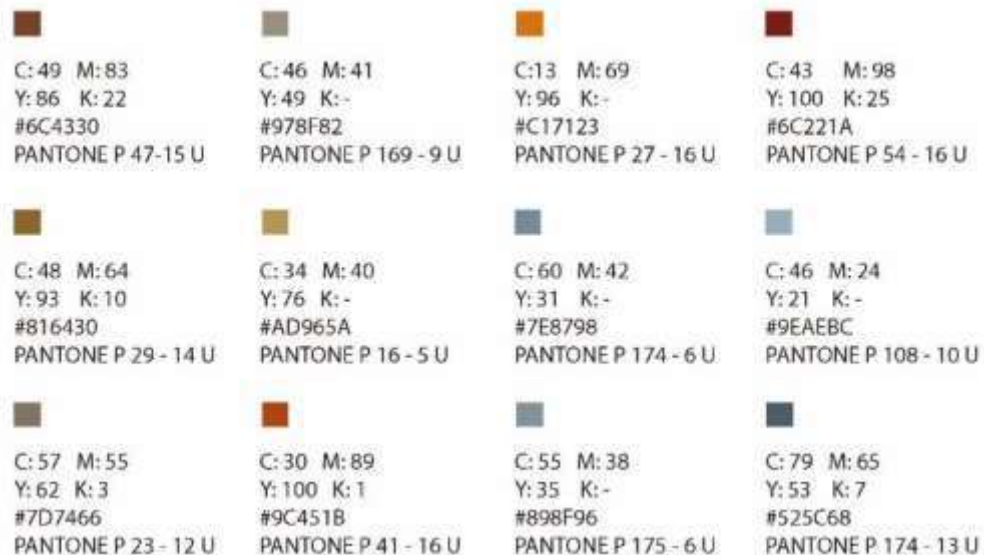 C: 49 M: 83
Y: 86 K: 22
#6C4330
PANTONE P 47-15 U
C: 46 M: 41
Y: 49 K: -
#978F82
PANTONE P 169 - 9 U
C:13 M: 69
Y: 96 K: -
#C17123
PANTONE P 27 - 16 U
C: 43 M: 98
Y: 100 K: 25
#6C221A
PANTONE P 54 - 16 U
C: 48 M: 64
Y: 93 K: 10
#816430
PANTONE P 29 - 14 U
C: 34 M: 40
Y: 76 K: -
#AD965A
PANTONE P 16 - 5 U
C: 60 M: 42
Y: 31 K: -
#7E8798
PANTONE P 174 - 6 U
C: 46 M: 24
Y: 21 K: -
#9EAEBC
PANTONE P 108 - 10 U
C: 57 M: 55
Y: 62 K: 3
#7D7466
PANTONE P 23 - 12 U
C: 30 M: 89
Y: 100 K: 1
#9C451B
PANTONE P 41 - 16 U
C: 55 M: 38
Y: 35 K: -
#898F96
PANTONE P 175 - 6 U
C: 79 M: 65
Y: 53 K: 7
#525C68
PANTONE P 174 - 13 U